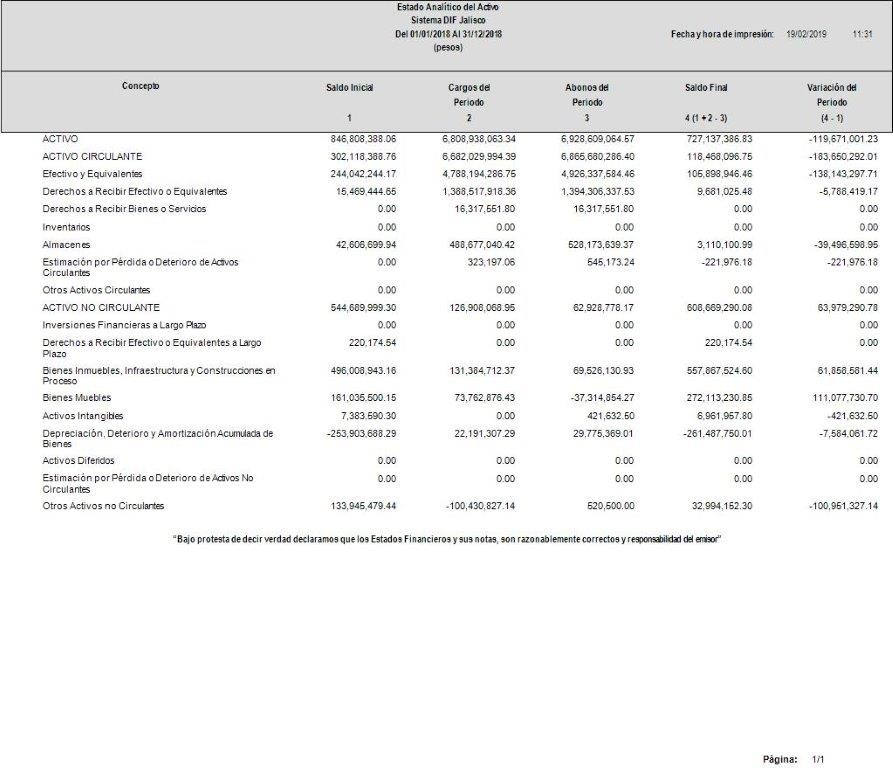 Estado Analítico del Activo
Sistema DIF Jalisco
Del 01/01/2018 Al 31/12/2018
(pesos)
Fecha y hora de impresión: 19/02/2019 11:31
Concepto Saldo Inicial Cargos del Abonos del Saldo Final Variación del
Periodo Periodo Periodo
1 2 3 4 (1 + 2 - 3) (4 - 1)
ACTIVO 846,808,388.06 6,808,938,063.34 6,928,609,064.57 727,137,386.83 -119,671,001.23
ACTIVO CIRCULANTE 302,118,388.76 6,682,029,994.39 6,865,680,286.40 118,468,096.75 -183,650,292.01
Efectivo y Equivalentes 244,042,244.17 4,788,194,286.75 4,926,337,584.46 105,898,946.46 -138,143,297.71
Derechos a Recibir Efectivo o Equivalentes 15,469,444.65 1,388,517,918.36 1,394,306,337.53 9,681,025.48 -5,788,419.17
Derechos a Recibir Bienes o Servicios 0.00 16,317,551.80 16,317,551.80 0.00 0.00
Inventarios 0.00 0.00 0.00 0.00 0.00
Almacenes 42,606,699.94 488,677,040.42 528,173,639.37 3,110,100.99 -39,496,598.95
Estimación por Pérdida o Deterioro de Activos
Circulantes 0.00 323,197.06 545,173.24 -221,976.18 -221,976.18
Otros Activos Circulantes 0.00 0.00 0.00 0.00 0.00
ACTIVO NO CIRCULANTE 544,689,999.30 126,908,068.95 62,928,778.17 608,669,290.08 63,979,290.78
Inversiones Financieras a Largo Plazo 0.00 0.00 0.00 0.00 0.00
Derechos a Recibir Efectivo o Equivalentes a Largo
Plazo 220,174.54 0.00 0.00 220,174.54 0.00
Bienes Inmuebles, Infraestructura y Construcciones en
Proceso 496,008,943.16 131,384,712.37 69,526,130.93 557,867,524.60 61,858,581.44
Bienes Muebles 161,035,500.15 73,762,876.43 -37,314,854.27 272,113,230.85 111,077,730.70
Activos Intangibles 7,383,590.30 0.00 421,632.50 6,961,957.80 -421,632.50
Depreciación, Deterioro y Amortización Acumulada de
Bienes -253,903,688.29 22,191,307.29 29,775,369.01 -261,487,750.01 -7,584,061.72
Activos Diferidos 0.00 0.00 0.00 0.00 0.00
Estimación por Pérdida o Deterioro de Activos No
Circulantes 0.00 0.00 0.00 0.00 0.00
Otros Activos no Circulantes 133,945,479.44 -100,430,827.14 520,500.00 32,994,152.30 -100,951,327.14
"Bajo protesta de decir verdad declaramos que los Estados Financieros y sus notas, son razonablemente correctos y responsabilidad del emisor"
Página: 1/1